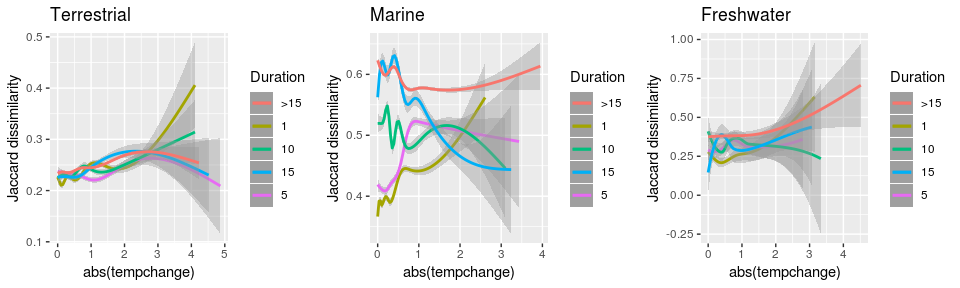 Terrestrial
Jaccard dissimilarity
0.5
0.4
0.3
0.2
0.1
0 1 2 3 4 5
abs(tempchange)
Duration
>15
1
10
15
5
Marine
Jaccard dissimilarity
0.6
0.5
0.4
0 1 2 3 4
abs(tempchange)
Duration
>15
1
10
15
5
Freshwater
Jaccard dissimilarity
1.00
0.75
0.50
0.25
0.00
-0.25
0 1 2 3 4
abs(tempchange)
Duration
>15
1
10
15
5